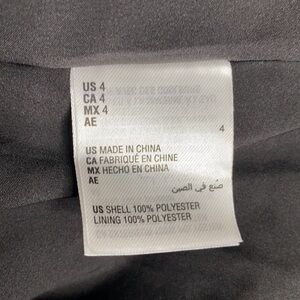 US 4
CA 4
MX 4
AE
4
US MADE IN CHINA
CA FABRIQUÉ EN CHINE
MX HECHO EN CHINA
AE
صنع في الصين
US SHELL 100% POLYESTER
LINING 100% POLYESTER